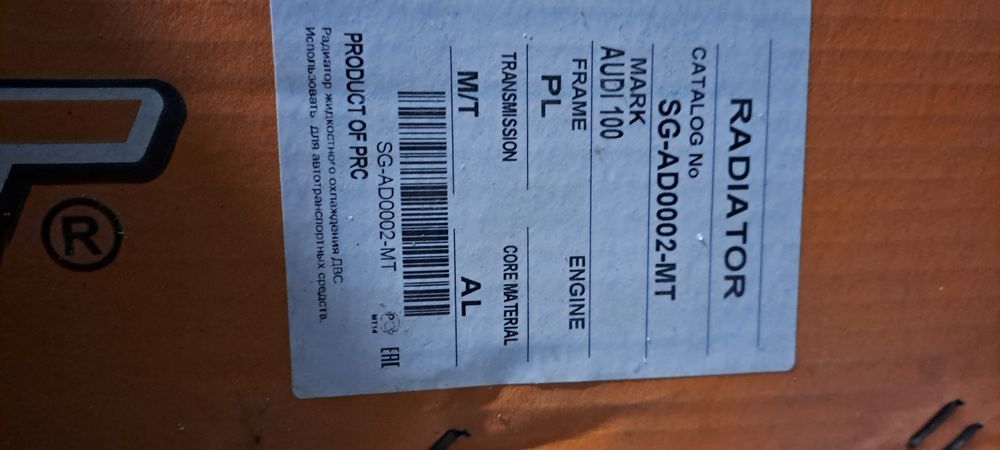 RADIATOR
CATALOG No
SG-AD0002-MT
MARK
AUDI 100
FRAME
ENGINE
PL
TRANSMISSION
CORE MATERIAL
M/T
AL
SG-AD0002-MT
PRODUCT OF PRC
Радиатор жидкостного охлаждения ДВС
Использовать для автотранспортных средств.
P
МТ14
EAC
®